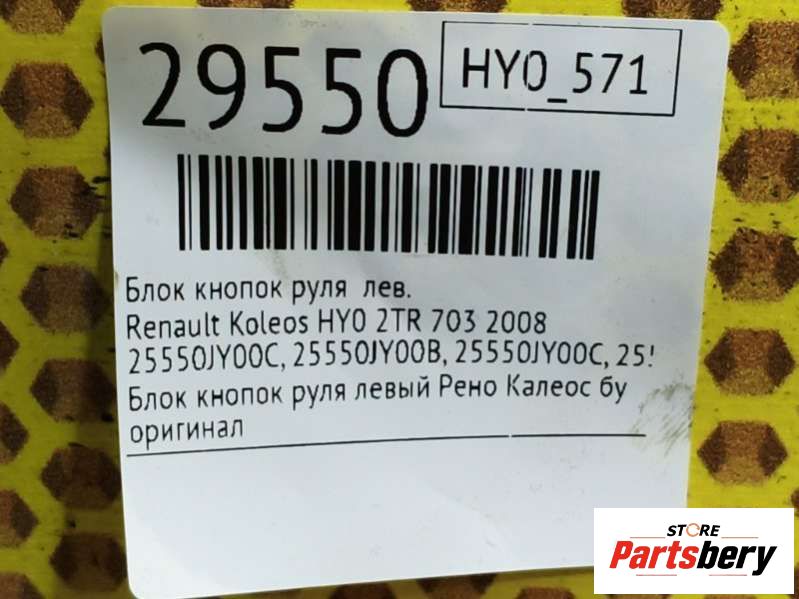 29550
HY0_571
Блок кнопок руля лев.
Renault Koleos HY0 2TR 703 2008
25550JY00C, 25550JY00B, 25550JY00C, 25!
Блок кнопок руля левый Рено Калеос бу
оригинал
STORE
Partsbery